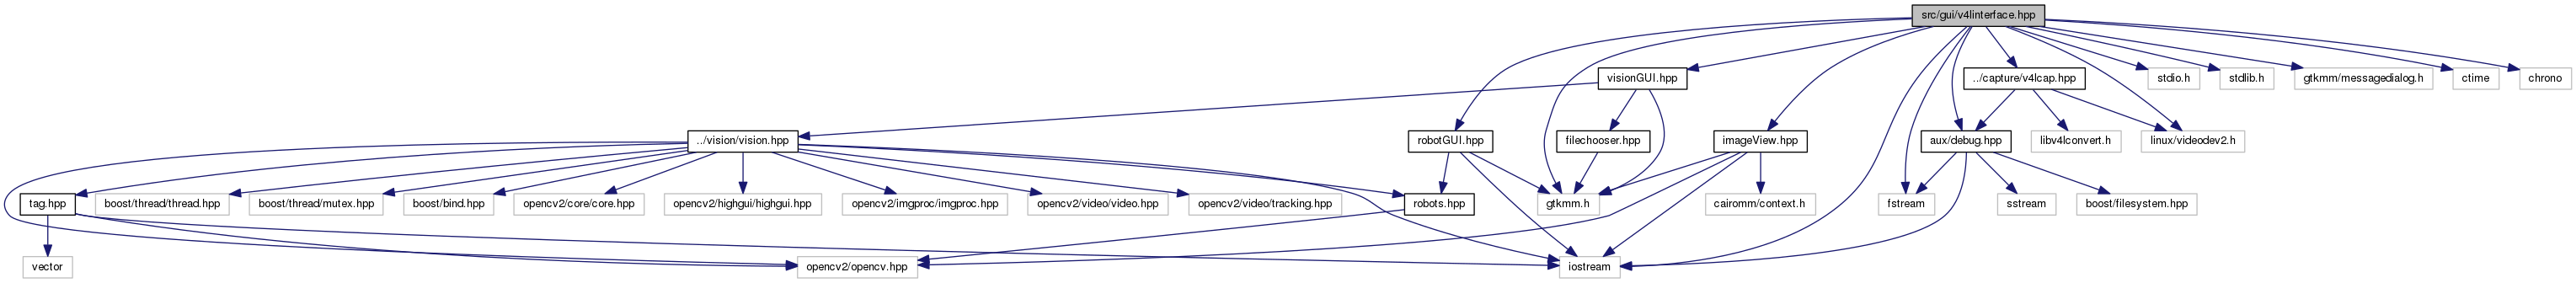 src/gui/v4linterface.hpp
visionGUI.hpp
../capture/v4lcap.hpp
stdio.h
stdlib.h
gtkmm/messagedialog.h
ctime
chrono
../vision/vision.hpp
robotGUI.hpp
filechooser.hpp
imageView.hpp
aux/debug.hpp
libv4lconvert.h
linux/videodev2.h
tag.hpp
boost/thread/thread.hpp
boost/thread/mutex.hpp
boost/bind.hpp
opencv2/core/core.hpp
opencv2/highgui/highgui.hpp
opencv2/imgproc/imgproc.hpp
opencv2/video/video.hpp
opencv2/video/tracking.hpp
robots.hpp
gtkmm.h
cairomm/context.h
fstream
sstream
boost/filesystem.hpp
vector
opencv2/opencv.hpp
iostream